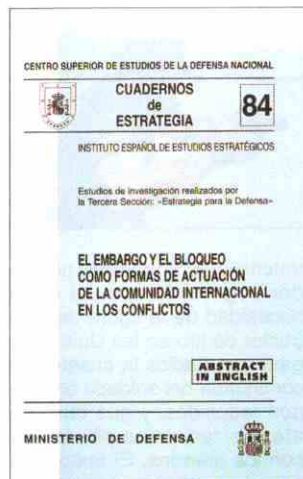 CENTRO SUPERIOR DE ESTUDIOS DE LA DEFENSA NACIONAL
CUADERNOS
de
ESTRATEGIA
84
INSTITUTO ESPAÑOL DE ESTUDIOS ESTRATÉGICOS
Estudios de investigación realizados por
la Tercera Sección: «Estrategia para la Defensa»
EL EMBARGO Y EL BLOQUEO
COMO FORMAS DE ACTUACIÓN
DE LA COMUNIDAD INTERNACIONAL
EN LOS CONFLICTOS
ABSTRACT
IN ENGLISH
MINISTERIO DE DEFENSA